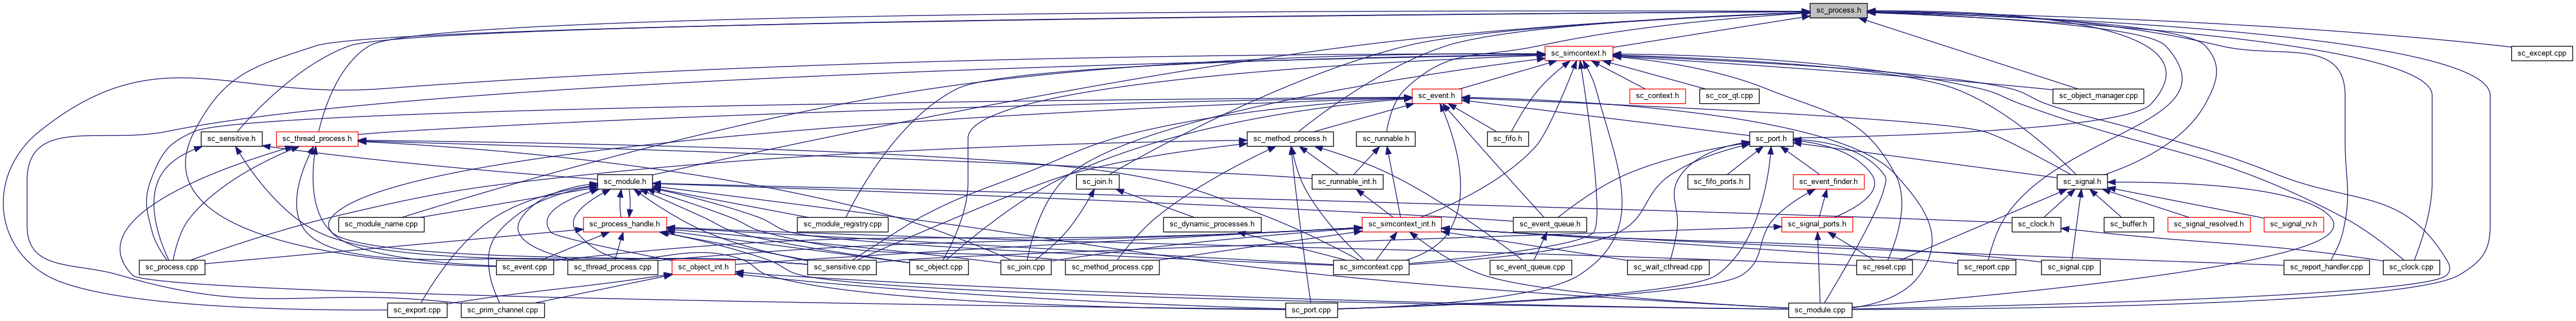 sc_process.h
sc_simcontext.h
sc_except.cpp
sc_event.h
sc_context.h
sc_cor_qt.cpp
sc_object_manager.cpp
sc_sensitive.h
sc_thread_process.h
sc_method_process.h
sc_runnable.h
sc_fifo.h
sc_port.h
sc_module.h
sc_join.h
sc_runnable_int.h
sc_fifo_ports.h
sc_event_finder.h
sc_signal.h
sc_module_name.cpp
sc_process_handle.h
sc_module_registry.cpp
sc_dynamic_processes.h
sc_simcontext_int.h
sc_event_queue.h
sc_signal_ports.h
sc_clock.h
sc_buffer.h
sc_signal_resolved.h
sc_signal_rv.h
sc_process.cpp
sc_event.cpp
sc_thread_process.cpp
sc_object_int.h
sc_sensitive.cpp
sc_object.cpp
sc_join.cpp
sc_method_process.cpp
sc_simcontext.cpp
sc_event_queue.cpp
sc_wait_cthread.cpp
sc_reset.cpp
sc_report.cpp
sc_signal.cpp
sc_report_handler.cpp
sc_clock.cpp
sc_export.cpp
sc_prim_channel.cpp
sc_port.cpp
sc_module.cpp